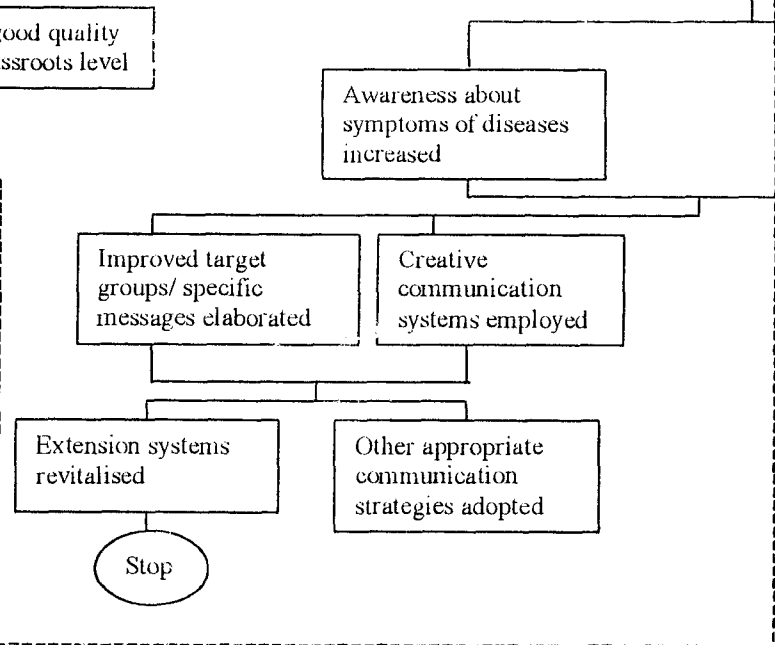 good quality
level
Awareness about
symptoms of diseases
increased
Improved target
groups/ specific
messages elaborated
Creative
communication
systems employed
Extension systems
revitalised
Other appropriate
communication
strategies adopted
Stop